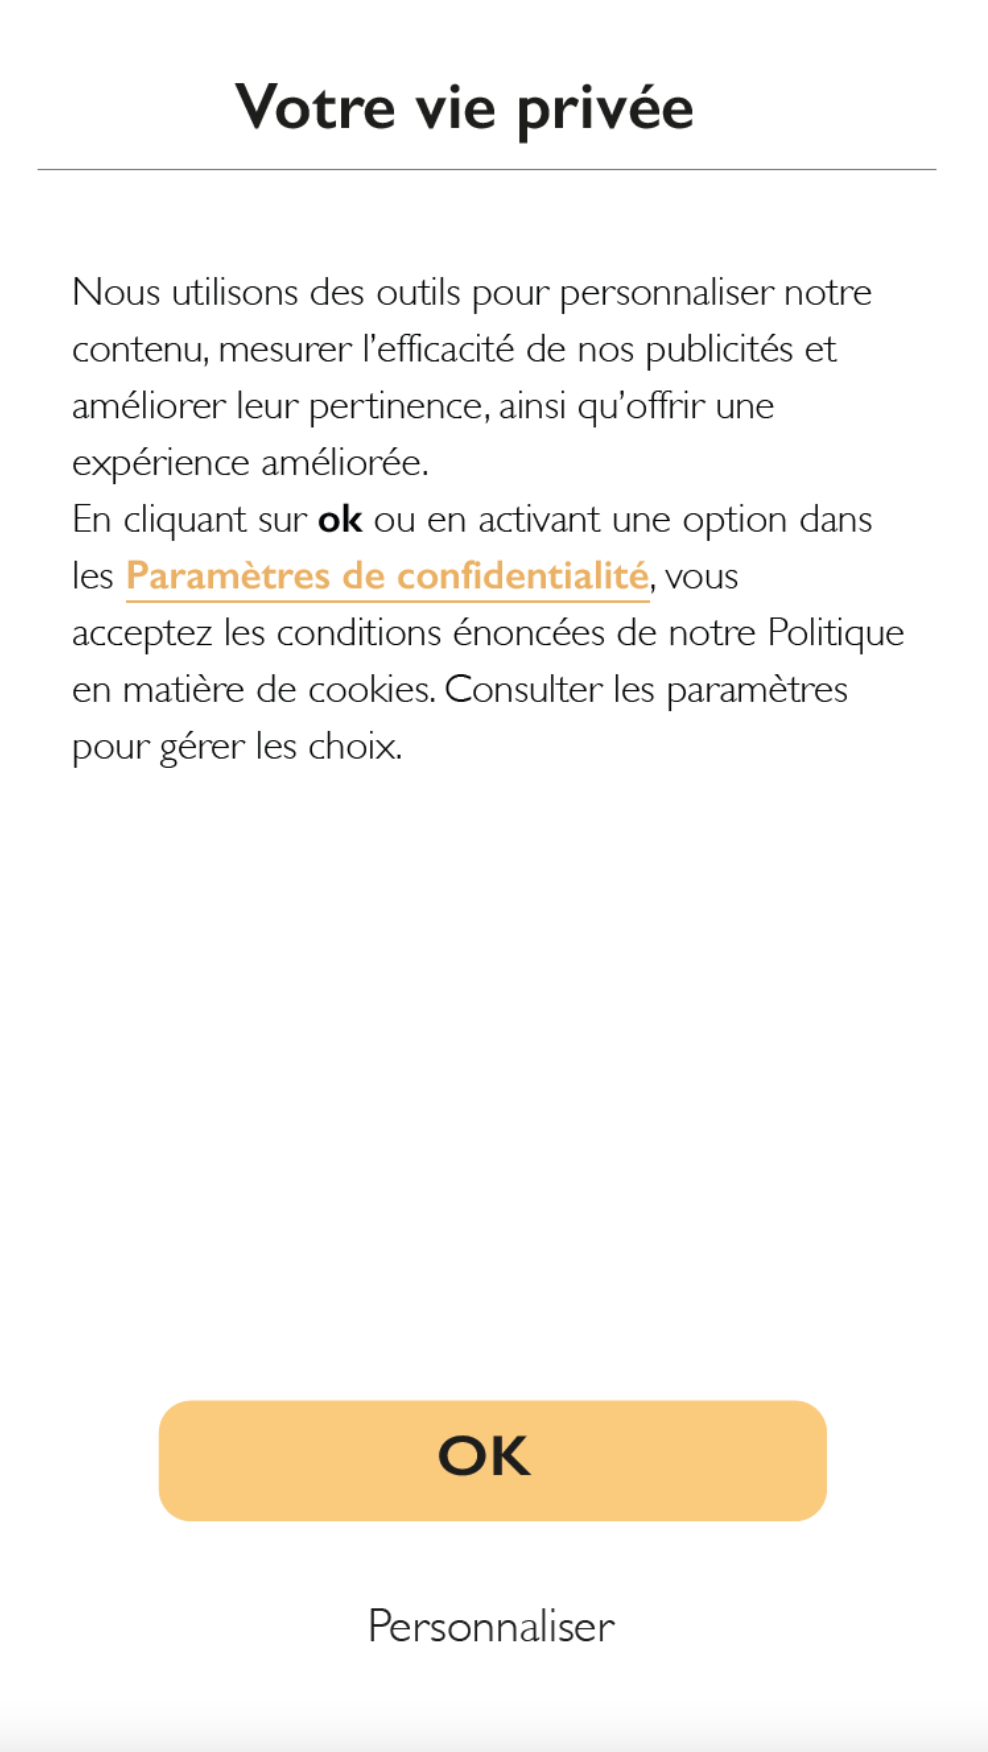 Votre vie privée
Nous utilisons des outils pour personnaliser notre
contenu, mesurer l’efficacité de nos publicités et
améliorer leur pertinence, ainsi qu’offrir une
expérience améliorée.
En cliquant sur ok ou en activant une option dans
les Paramètres de confidentialité, vous
acceptez les conditions énoncées de notre Politique
en matière de cookies. Consulter les paramètres
pour gérer les choix.
OK
Personnaliser